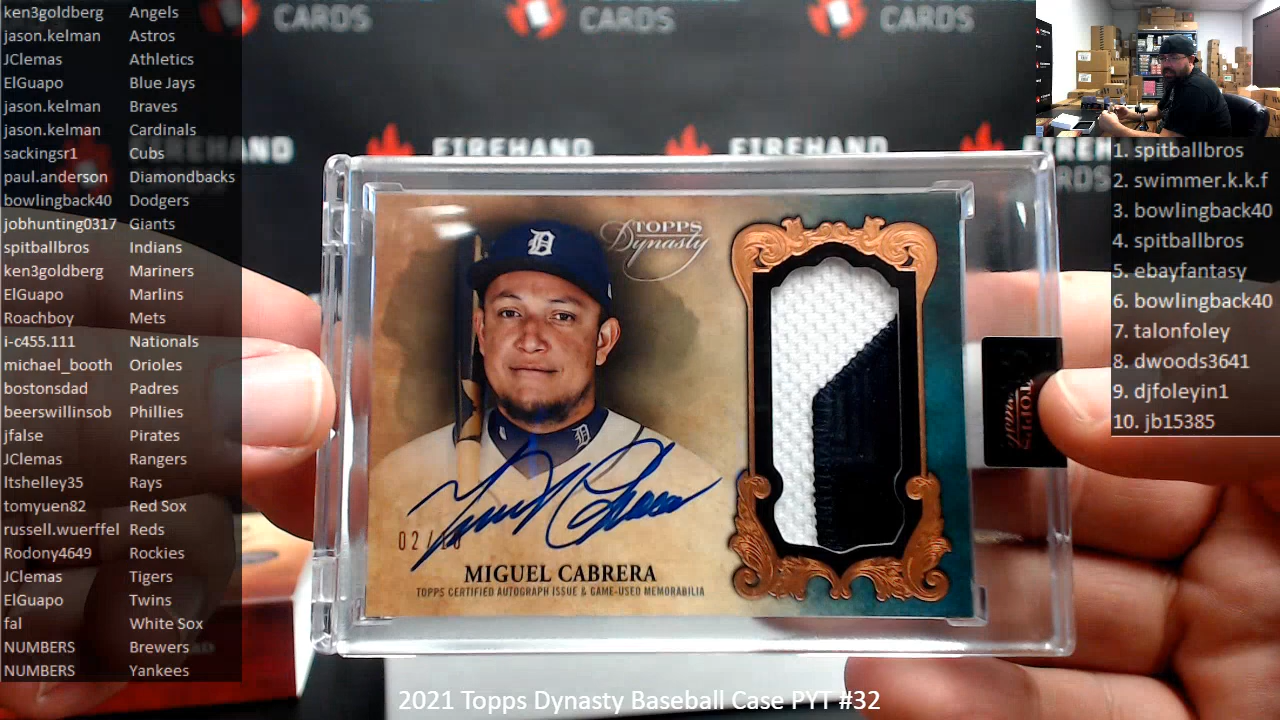 ken3goldberg Angels
jason.kelman Astros
JClemas Athletics
ElGuapo Blue Jays
jason.kelman Braves
jason.kelman Cardinals
sackingsr1 Cubs
paul.anderson Diamondbacks
bowlingback40 Dodgers
jobhunting0317 Giants
spitballbros Indians
ken3goldberg Mariners
ElGuapo Marlins
Roachboy Mets
i-c455.111 Nationals
michael_booth Orioles
bostonsdad Padres
beerswillinsob Phillies
jfalse Pirates
JClemas Rangers
ltshelley35 Rays
tomyuen82 Red Sox
russell.wuerffel Reds
Rodony4649 Rockies
JClemas Tigers
ElGuapo Twins
fal White Sox
NUMBERS Brewers
NUMBERS Yankees
FIREHAND
CARDS
CARDS
CARDS
FIREHAND
TOPPS
Dynasty
D
MIGUEL CABRERA
TOPPS CERTIFIED AUTOGRAPH ISSUE & GAME-USED MEMORABILIA
1. spitballbros
2. swimmer.k.k.f
3. bowlingback40
4. spitballbros
5. ebayfantasy
6. bowlingback40
7. talonfoley
8. dwoods3641
9. djfoleyin1
10. jb15385
2021 Topps Dynasty Baseball Case PYT #32